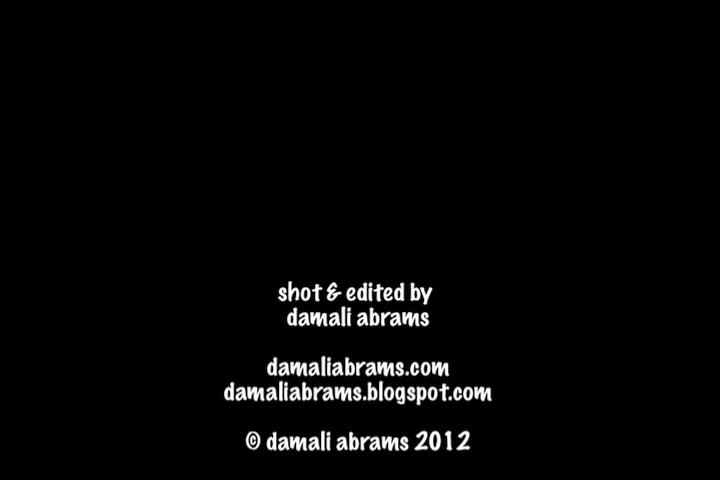 shot & edited by
damali abrams
damaliabrams.com
damaliabrams.blogspot.com
© damali abrams 2012